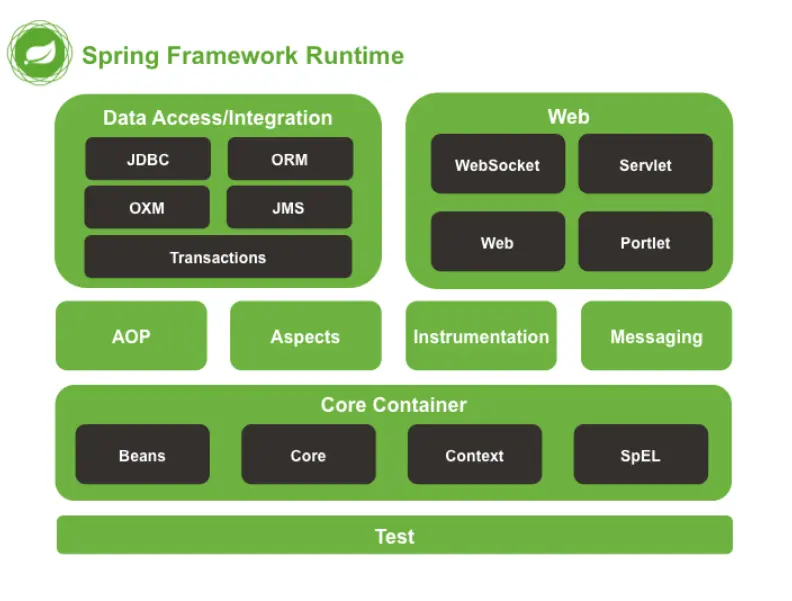 Spring Framework Runtime
Data Access/Integration
JDBC
ORM
OXM
JMS
Transactions
Web
WebSocket
Servlet
Web
Portlet
AOP
Aspects
Instrumentation
Messaging
Core Container
Beans
Core
Context
SpEL
Test